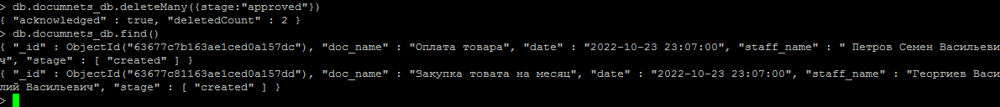 > db.documnets_db.deleteMany({stage:"approved"})
{ "acknowledged" : true, "deletedCount" : 2 }
> db.documnets_db.find()
{ "_id" : ObjectId("63677c7b163ae1ced0a157dc"), "doc_name" : "Оплата товара", "date" : "2022-10-23 23:07:00", "staff_name" : " Петров Семен Васильеви
ч", "stage" : [ "created" ] }
{ "_id" : ObjectId("63677c81163ae1ced0a157dd"), "doc_name" : "Закупка товата на месяц", "date" : "2022-10-23 23:07:00", "staff_name" : "Георгиев Васи
лий Васильевич", "stage" : [ "created" ] }
>